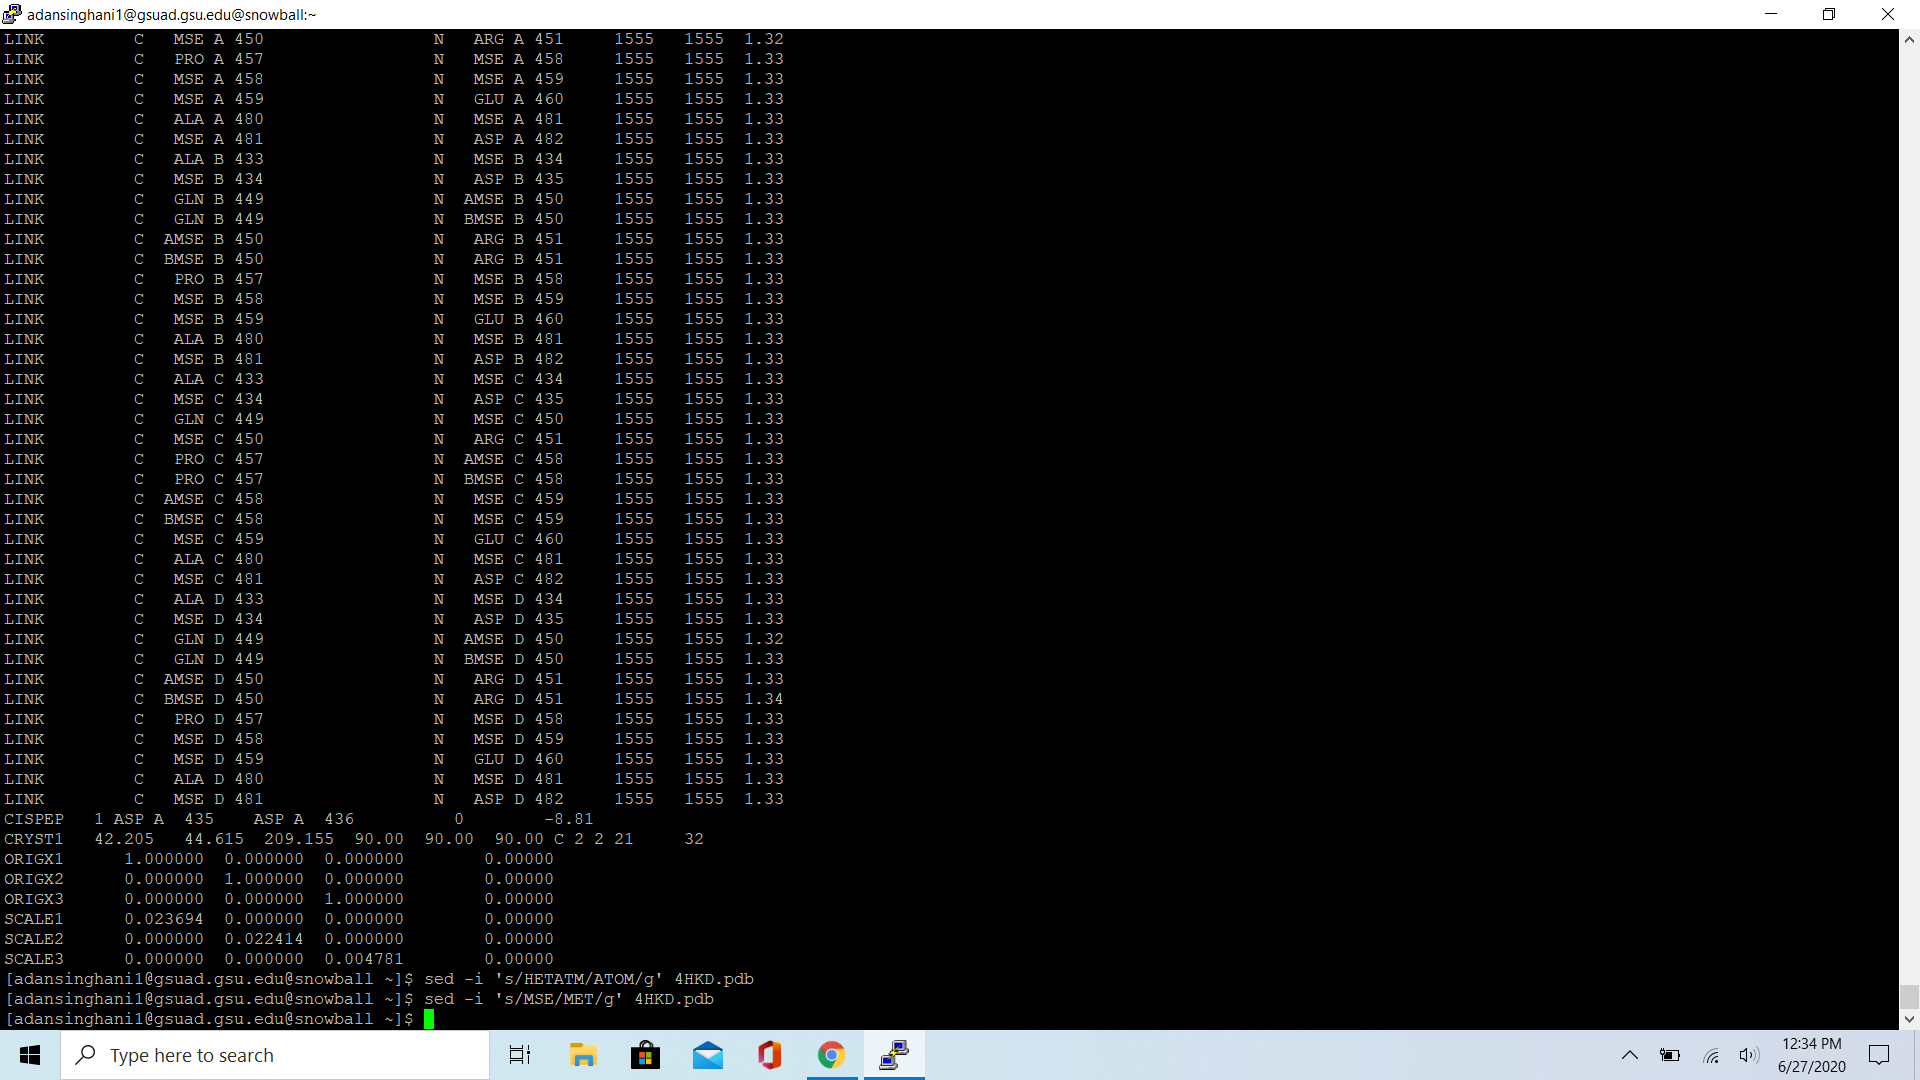 adansinghani1@gsuad.gsu.edu@snowball:~
LINK         C   MSE A 450                 N   ARG A 451     1555   1555  1.32
LINK         C   PRO A 457                 N   MSE A 458     1555   1555  1.33
LINK         C   MSE A 458                 N   MSE A 459     1555   1555  1.33
LINK         C   MSE A 459                 N   GLU A 460     1555   1555  1.33
LINK         C   ALA A 480                 N   MSE A 481     1555   1555  1.33
LINK         C   MSE A 481                 N   ASP A 482     1555   1555  1.33
LINK         C   ALA B 433                 N   MSE B 434     1555   1555  1.33
LINK         C   MSE B 434                 N   ASP B 435     1555   1555  1.33
LINK         C   GLN B 449                 N  AMSE B 450     1555   1555  1.33
LINK         C   GLN B 449                 N  BMSE B 450     1555   1555  1.33
LINK         C  AMSE B 450                 N   ARG B 451     1555   1555  1.33
LINK         C  BMSE B 450                 N   ARG B 451     1555   1555  1.33
LINK         C   PRO B 457                 N   MSE B 458     1555   1555  1.33
LINK         C   MSE B 458                 N   MSE B 459     1555   1555  1.33
LINK         C   MSE B 459                 N   GLU B 460     1555   1555  1.33
LINK         C   ALA B 480                 N   MSE B 481     1555   1555  1.33
LINK         C   MSE B 481                 N   ASP B 482     1555   1555  1.33
LINK         C   ALA C 433                 N   MSE C 434     1555   1555  1.33
LINK         C   MSE C 434                 N   ASP C 435     1555   1555  1.33
LINK         C   GLN C 449                 N   MSE C 450     1555   1555  1.33
LINK         C   MSE C 450                 N   ARG C 451     1555   1555  1.33
LINK         C   PRO C 457                 N  AMSE C 458     1555   1555  1.33
LINK         C   PRO C 457                 N  BMSE C 458     1555   1555  1.33
LINK         C  AMSE C 458                 N   MSE C 459     1555   1555  1.33
LINK         C  BMSE C 458                 N   MSE C 459     1555   1555  1.33
LINK         C   MSE C 459                 N   GLU C 460     1555   1555  1.33
LINK         C   ALA C 480                 N   MSE C 481     1555   1555  1.33
LINK         C   MSE C 481                 N   ASP C 482     1555   1555  1.33
LINK         C   ALA D 433                 N   MSE D 434     1555   1555  1.33
LINK         C   MSE D 434                 N   ASP D 435     1555   1555  1.33
LINK         C   GLN D 449                 N  AMSE D 450     1555   1555  1.32
LINK         C   GLN D 449                 N  BMSE D 450     1555   1555  1.33
LINK         C  AMSE D 450                 N   ARG D 451     1555   1555  1.33
LINK         C  BMSE D 450                 N   ARG D 451     1555   1555  1.34
LINK         C   PRO D 457                 N   MSE D 458     1555   1555  1.33
LINK         C   MSE D 458                 N   MSE D 459     1555   1555  1.33
LINK         C   MSE D 459                 N   GLU D 460     1555   1555  1.33
LINK         C   ALA D 480                 N   MSE D 481     1555   1555  1.33
LINK         C   MSE D 481                 N   ASP D 482     1555   1555  1.33
CISPEP   1 ASP A  435    ASP A  436          0        -8.81
CRYST1   42.205   44.615  209.155  90.00  90.00  90.00 C 2 2 21     32
ORIGX1      1.000000  0.000000  0.000000        0.00000
ORIGX2      0.000000  1.000000  0.000000        0.00000
ORIGX3      0.000000  0.000000  1.000000        0.00000
SCALE1      0.023694  0.000000  0.000000        0.00000
SCALE2      0.000000  0.022414  0.000000        0.00000
SCALE3      0.000000  0.000000  0.004781        0.00000
[adansinghani1@gsuad.gsu.edu@snowball ~]$ sed -i 's/HETATM/ATOM/g' 4HKD.pdb
[adansinghani1@gsuad.gsu.edu@snowball ~]$ sed -i 's/MSE/MET/g' 4HKD.pdb
[adansinghani1@gsuad.gsu.edu@snowball ~]$
Type here to search
12:34 PM
6/27/2020